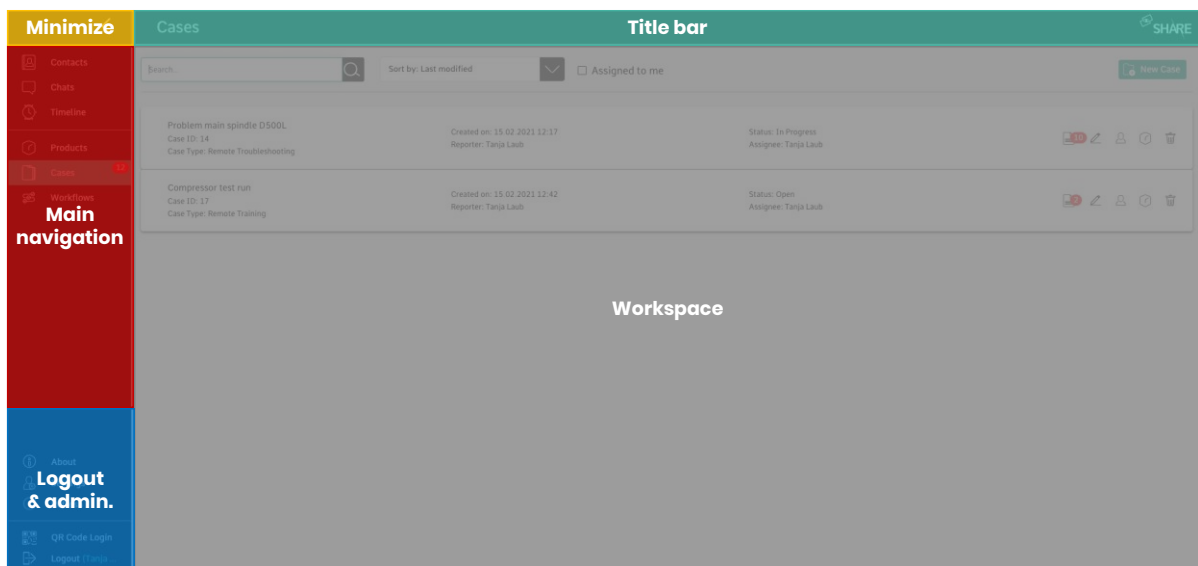 Minimize
Cases
Title bar
SHARE
Contacts
Chats
Timeline
Products
Cases
Workflows
Main
navigation
Search...
Sort by: Last modified
Assigned to me
New Case
Problem main spindle D500L
Case ID: 14
Case Type: Remote Troubleshooting
Created on: 15 02 2021 12:17
Reporter: Tanja Laub
Status: In Progress
Assignee: Tanja Laub
10
Compressor test run
Case ID: 17
Case Type: Remote Training
Created on: 15 02 2021 12:42
Reporter: Tanja Laub
Status: Open
Assignee: Tanja Laub
Workspace
About
Logout
& admin.
QR Code Login
Logout (Tanja